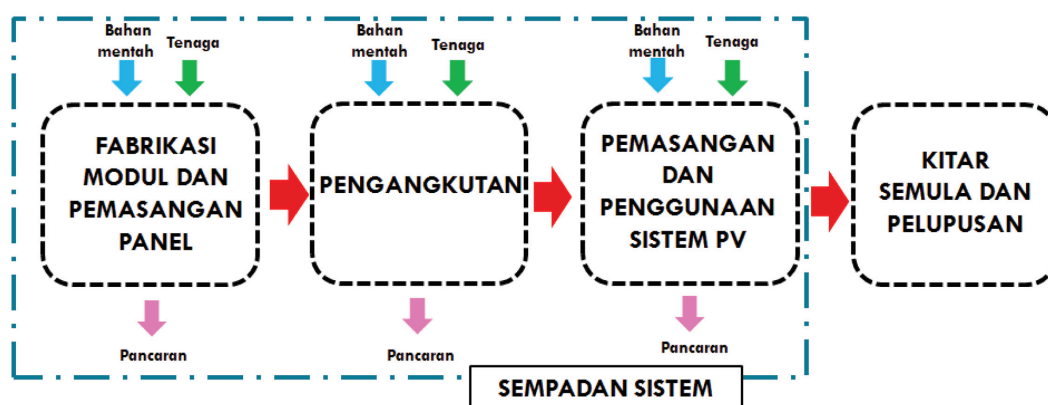 Bahan
mentah
Tenaga
Bahan
mentah
Tenaga
Bahan
mentah
Tenaga
FABRIKASI
MODUL DAN
PEMASANGAN
PANEL
PENGANGKUTAN
PEMASANGAN
DAN
PENGGUNAAN
SISTEM PV
KITAR
SEMULA DAN
PELUPUSAN
Pancaran
Pancaran
Pancaran
SEMPADAN SISTEM